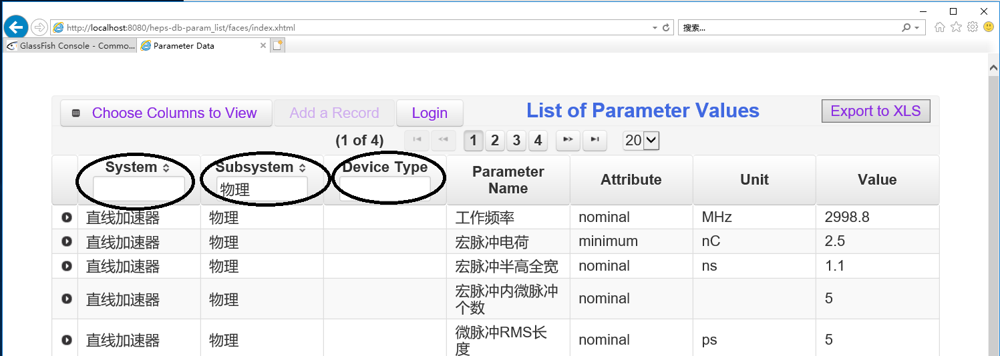 http://localhost:8080/heps-db-param_list/faces/index.xhtml
搜索...
GlassFish Console - Commo...
Parameter Data
Choose Columns to View
Add a Record
Login
List of Parameter Values
Export to XLS
(1 of 4) 1 2 3 4 20
System Subsystem Device Type Parameter Name Attribute Unit Value
物理
直线加速器 物理 工作频率 nominal MHz 2998.8
直线加速器 物理 宏脉冲电荷 minimum nC 2.5
直线加速器 物理 宏脉冲半高全宽 nominal ns 1.1
直线加速器 物理 宏脉冲内微脉冲个数 nominal 5
直线加速器 物理 微脉冲RMS长度 nominal ps 5